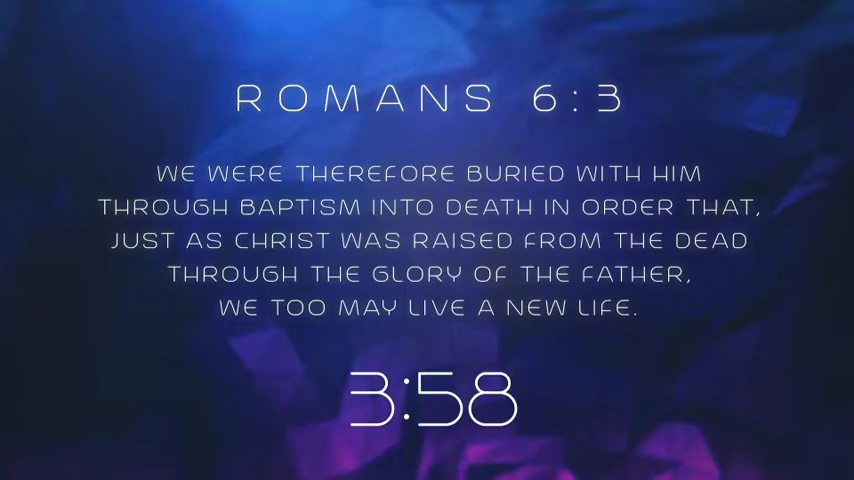 ROMANS 6:3
WE WERE THEREFORE BURIED WITH HIM
THROUGH BAPTISM INTO DEATH IN ORDER THAT,
JUST AS CHRIST WAS RAISED FROM THE DEAD
THROUGH THE GLORY OF THE FATHER,
WE TOO MAY LIVE A NEW LIFE.
3:58